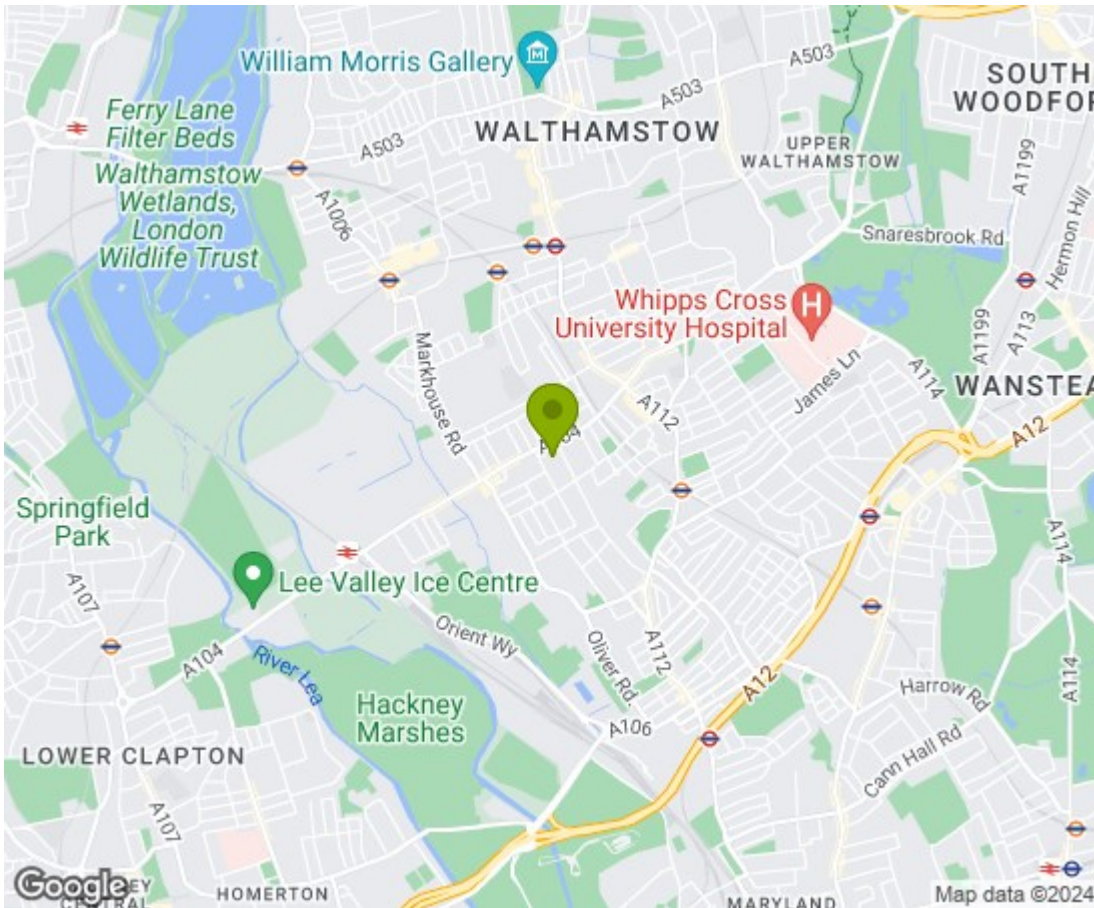 William Morris Gallery
A503
A503
SOUTH
WOODFOR
Ferry Lane
Filter Beds
A503
WALTHAMSTOW
UPPER
WALTHAMSTOW
A1199
Walthamstow
Wetlands,
London
Wildlife Trust
A1006
Hermon Hill
Snaresbrook Rd
Whipps Cross
University Hospital
H
A1199
A113
Markhouse Rd
James Ln
A114
WANSTEA
A112
A12
Springfield
Park
A107
Lee Valley Ice Centre
A114
Orient Wy
A104
River Lea
Oliver Rd.
A112
A12
A114
Hackney
Marshes
A106
Harrow Rd
Cann Hall Rd
LOWER CLAPTON
A107
Google
HOMERTON
MARYLAND
Map data ©2024